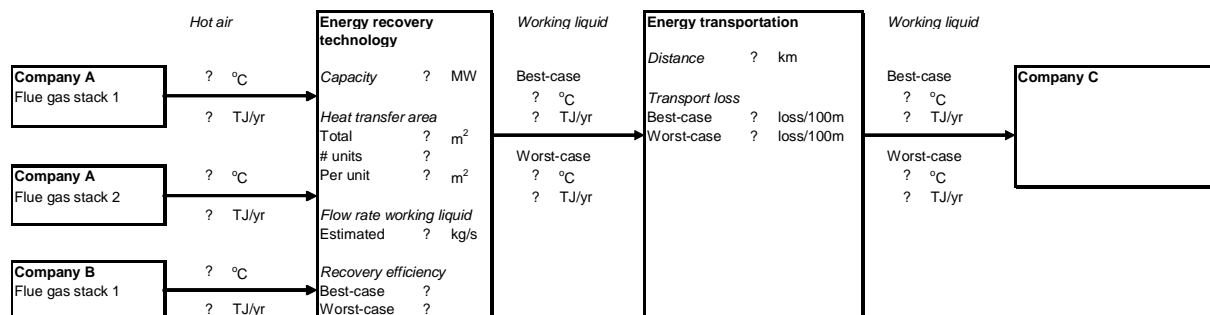 Hot air
Energy recovery
technology
Working liquid
Energy transportation
Working liquid
Company A
Flue gas stack 1
? °C
? TJ/yr
Company A
Flue gas stack 2
? °C
? TJ/yr
Company B
Flue gas stack 1
? °C
? TJ/yr
Capacity ? MW
Heat transfer area
Total ? m²
# units ?
Per unit ? m²
Flow rate working liquid
Estimated ? kg/s
Recovery efficiency
Best-case ?
Worst-case ?
Best-case
? °C
? TJ/yr
Worst-case
? °C
? TJ/yr
Distance ? km
Transport loss
Best-case ? loss/100m
Worst-case ? loss/100m
Best-case
? °C
? TJ/yr
Worst-case
? °C
? TJ/yr
Company C